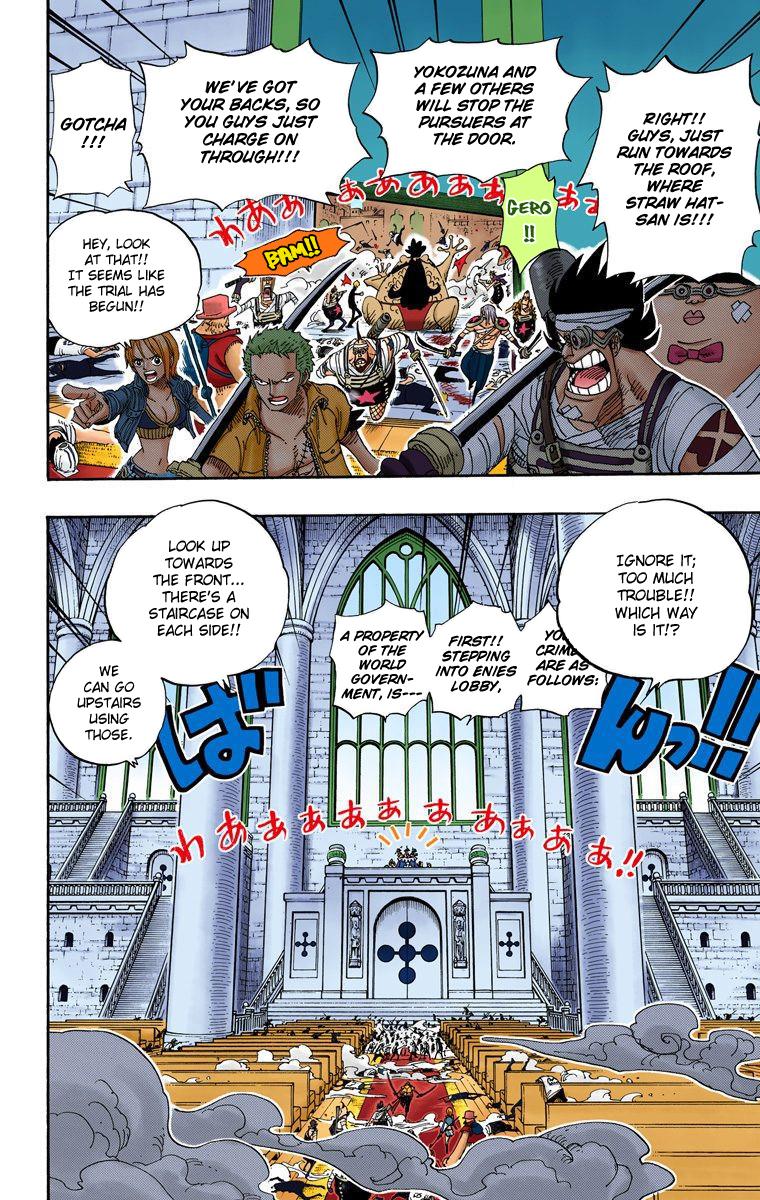 RIGHT!!
GUYS, JUST
RUN TOWARDS
THE ROOF,
WHERE
STRAW HAT-
SAN IS!!!
YOKOZUNA AND
A FEW OTHERS
WILL STOP THE
PURSUERS AT
THE DOOR.
WE'VE GOT
YOUR BACKS, SO
YOU GUYS JUST
CHARGE ON
THROUGH!!!
GOTCHA
!!!
わあああ ああああああ
GERO
!!
BAM!!
HEY, LOOK
AT THAT!!
IT SEEMS LIKE
THE TRIAL HAS
BEGUN!!
IGNORE IT;
TOO MUCH
TROUBLE!!
WHICH WAY
IS IT!?
ARE AS
FOLLOWS:
FIRST!!
STEPPING
INTO ENIES
LOBBY,
A PROPERTY
OF THE
WORLD
GOVERN-
MENT, IS---
LOOK UP
TOWARDS
THE FRONT...
THERE'S A
STAIRCASE ON
EACH SIDE!!
WE
CAN GO
UPSTAIRS
USING
THOSE.
ば んっ!!
わああああああああああ!!